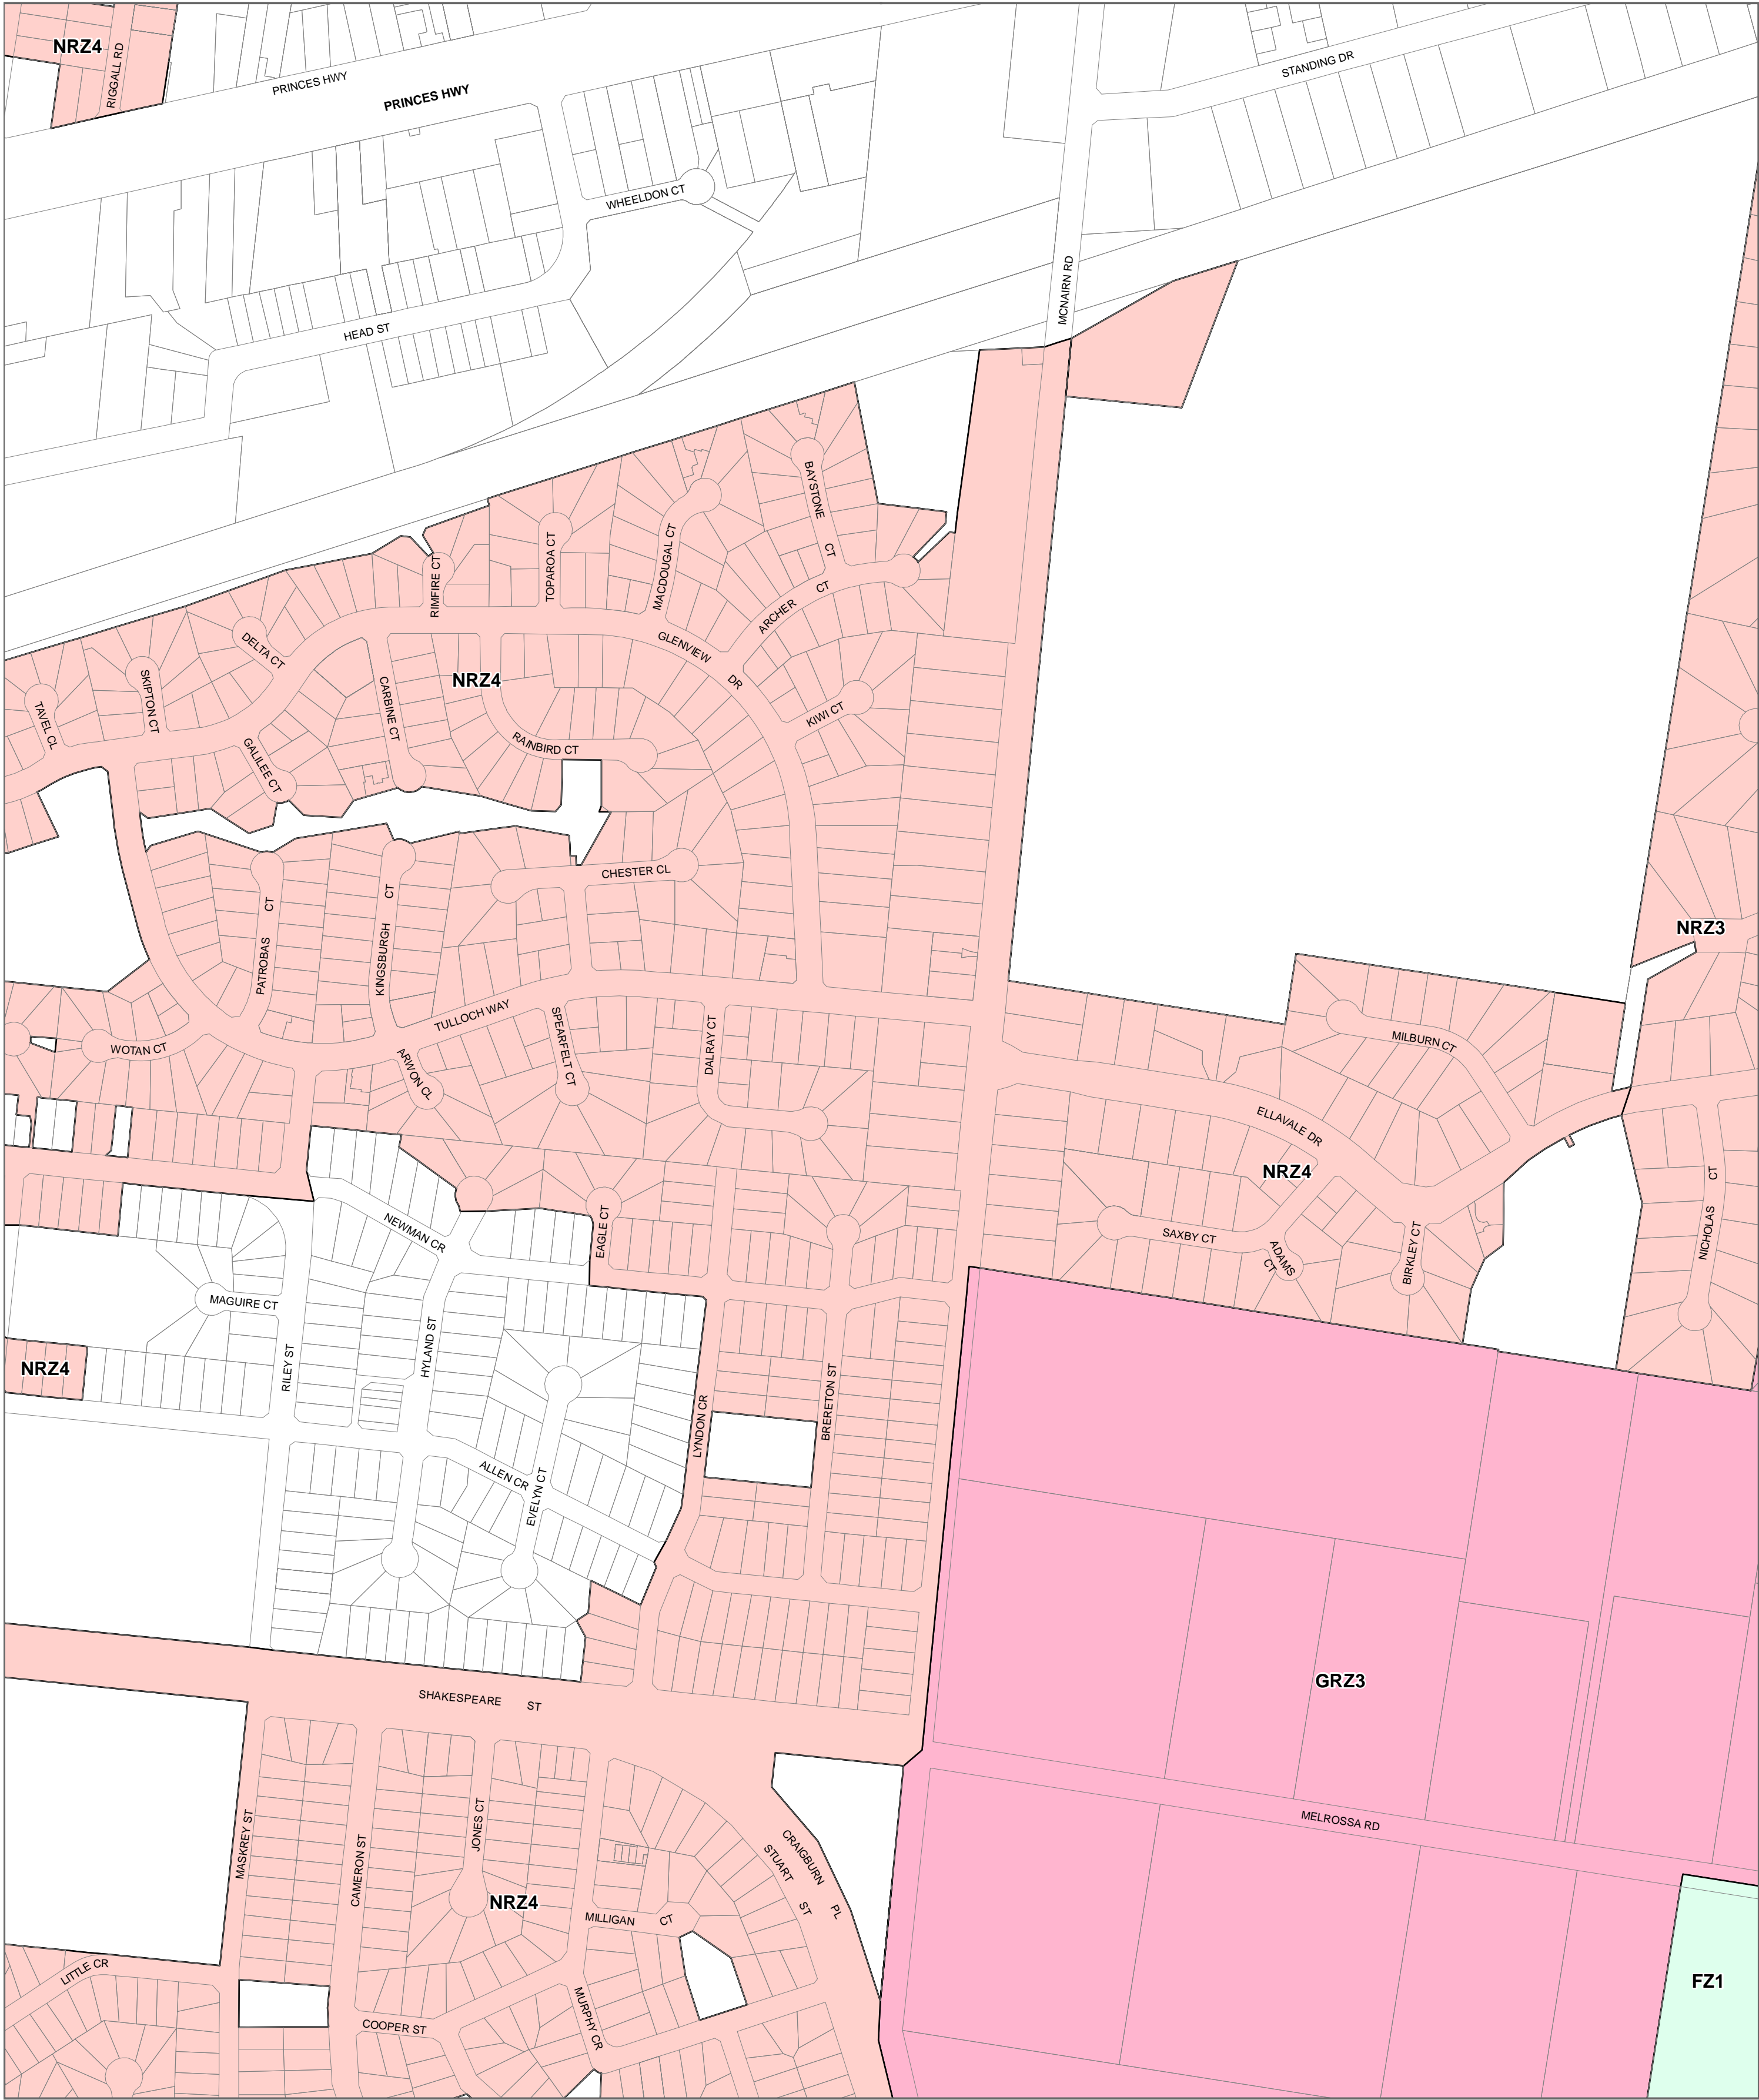 NRZ4
RIGGALL RD
PRINCES HWY
PRINCES HWY
STANDING DR
WHEELDON CT
HEAD ST
MCNAIRN RD
BAYSTONE CT
MACDOUGAL CT
TOPAROA CT
RIMFIRE CT
ARCHER CT
GLENVIEW DR
DELTA CT
SKIPTON CT
TAVEL CL
CARBINE CT
NRZ4
KIWI CT
RAINBIRD CT
GALILEE CT
CHESTER CL
PATROBAS CT
KINGSBURGH CT
NRZ3
TULLOCH WAY
SPEARFELT CT
DALRAY CT
WOTAN CT
ARWON CL
MILBURN CT
ELLAVALE DR
NRZ4
NICHOLAS CT
NEWMAN CR
EAGLE CT
SAXBY CT
ADAMS CT
BIRKLEY CT
MAGUIRE CT
RILEY ST
HYLAND ST
NRZ4
LYNDON CR
BRERETON ST
ALLEN CR
EVELYN CT
SHAKESPEARE ST
GRZ3
MELROSSA RD
MASKREY ST
CAMERON ST
JONES CT
STUART ST
CRAIGBURN PL
NRZ4
MILLIGAN CT
LITTLE CR
FZ1
MURPHY CR
COOPER ST